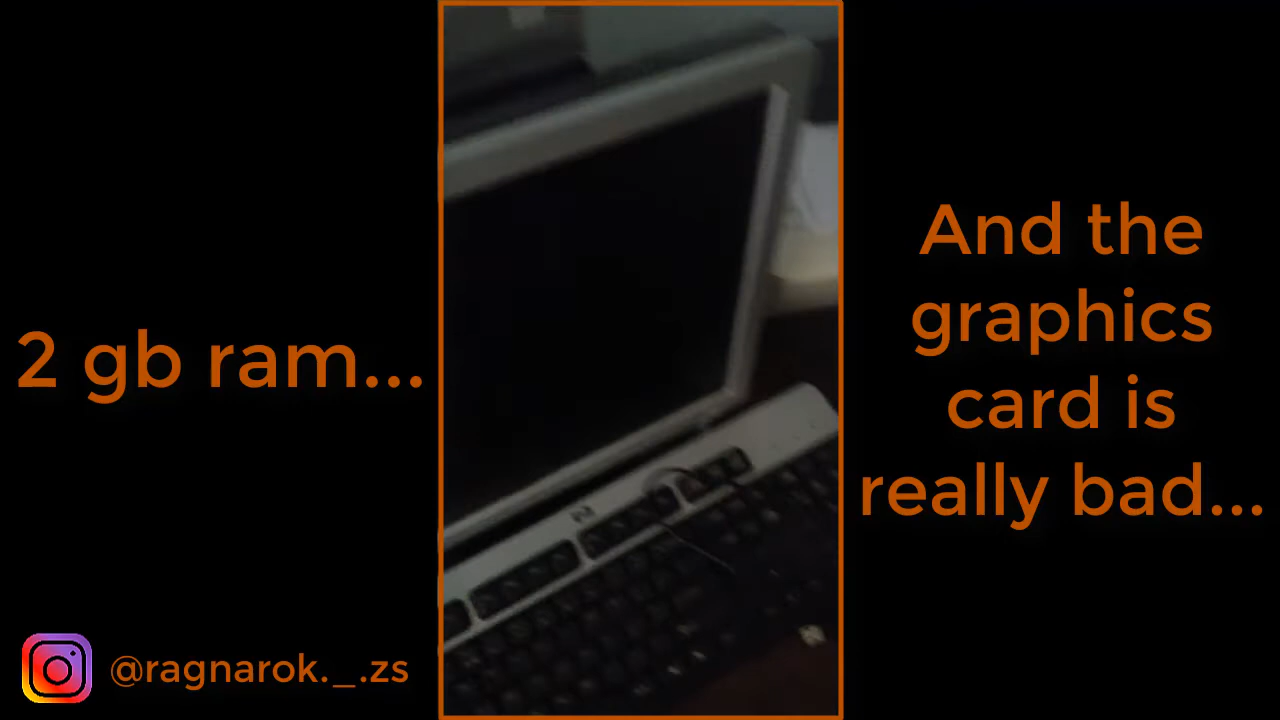 2 gb ram...
And the
graphics
card is
really bad...
@ragnarok._.zs